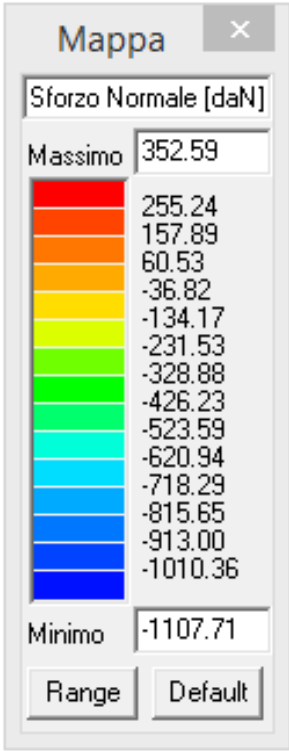 Mappa
Sforzo Normale [daN]
Massimo 352.59
255.24
157.89
60.53
-36.82
-134.17
-231.53
-328.88
-426.23
-523.59
-620.94
-718.29
-815.65
-913.00
-1010.36
Minimo -1107.71
Range Default